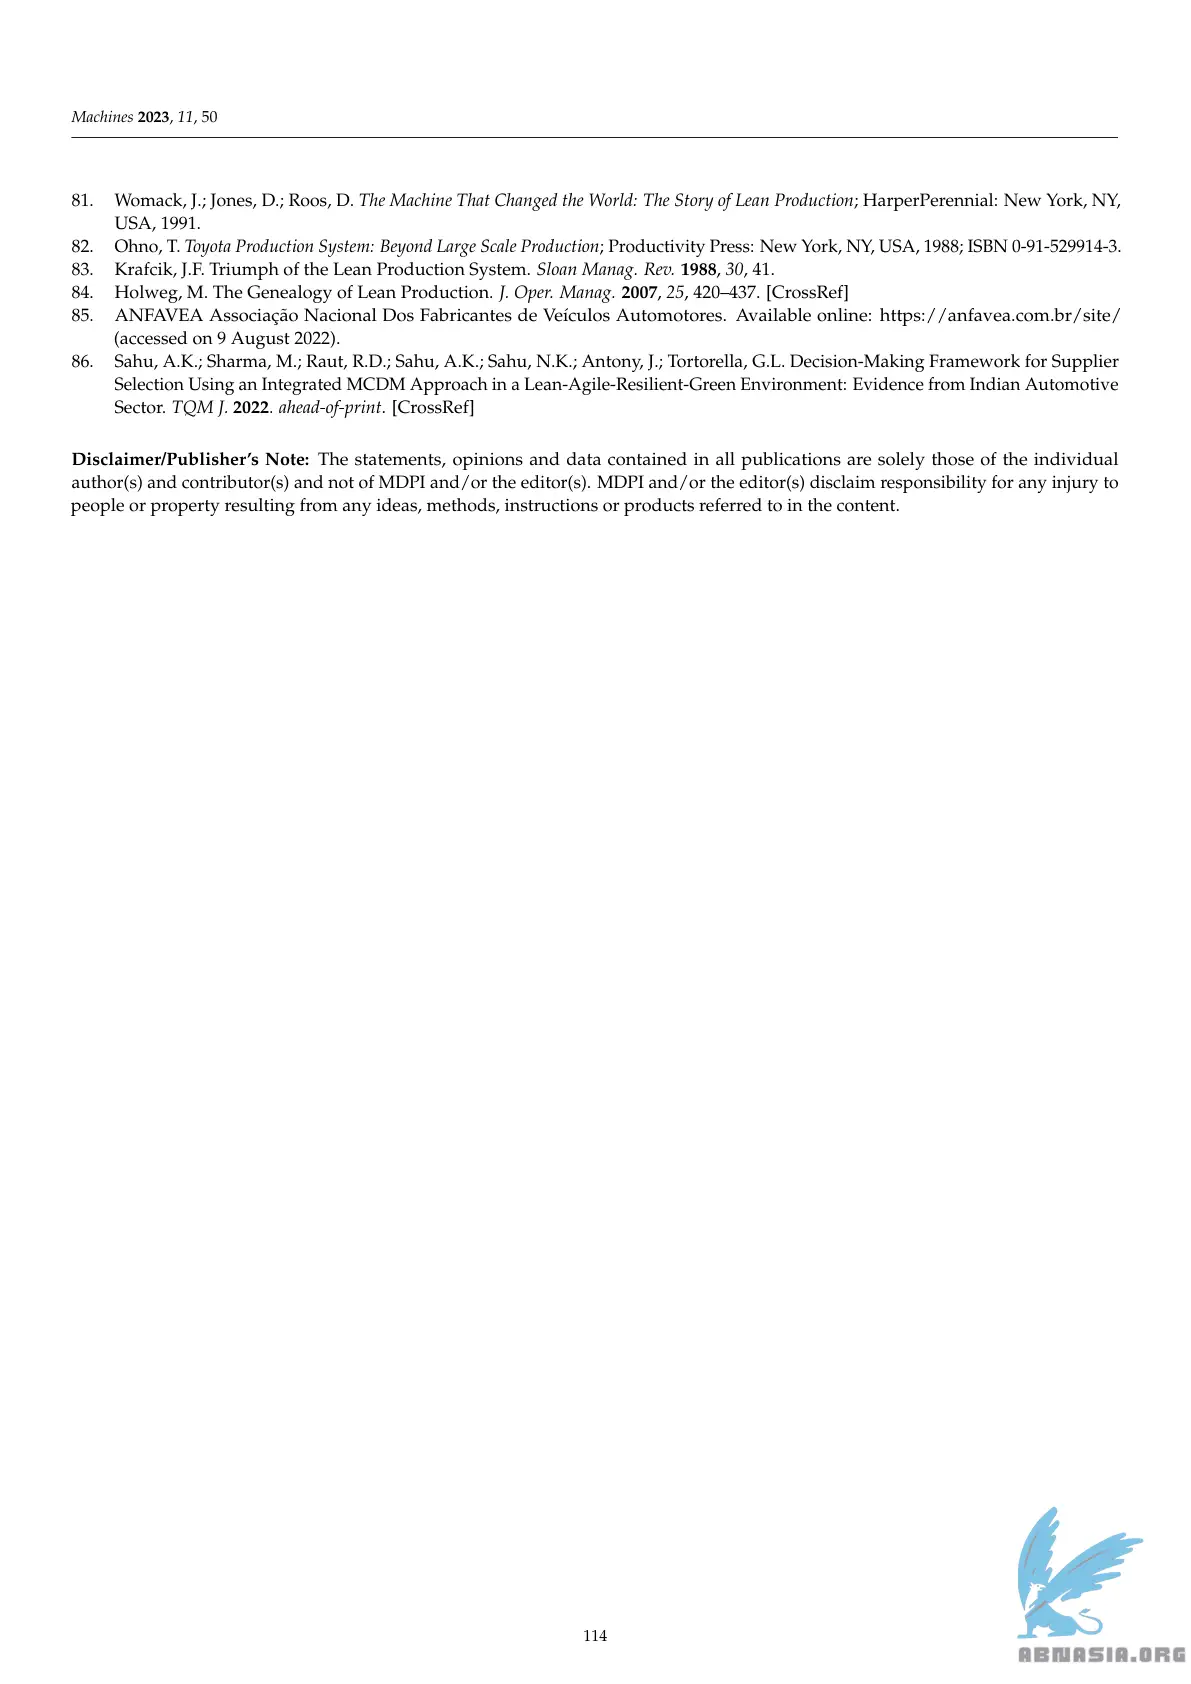 Machines 2023, 11, 50
81. Womack, J.; Jones, D.; Roos, D. The Machine That Changed the World: The Story of Lean Production; HarperPerennial: New York, NY,
USA, 1991.
82. Ohno, T. Toyota Production System: Beyond Large Scale Production; Productivity Press: New York, NY, USA, 1988; ISBN 0-91-529914-3.
83. Krafcik, J.F. Triumph of the Lean Production System. Sloan Manag. Rev. 1988, 30, 41.
84. Holweg, M. The Genealogy of Lean Production. J. Oper. Manag. 2007, 25, 420–437. [CrossRef]
85. ANFAVEA Associação Nacional Dos Fabricantes de Veículos Automotores. Available online: https://anfavea.com.br/site/
(accessed on 9 August 2022).
86. Sahu, A.K.; Sharma, M.; Raut, R.D.; Sahu, A.K.; Sahu, N.K.; Antony, J.; Tortorella, G.L. Decision-Making Framework for Supplier
Selection Using an Integrated MCDM Approach in a Lean-Agile-Resilient-Green Environment: Evidence from Indian Automotive
Sector. TQM J. 2022. ahead-of-print. [CrossRef]
Disclaimer/Publisher's Note: The statements, opinions and data contained in all publications are solely those of the individual
author(s) and contributor(s) and not of MDPI and/or the editor(s). MDPI and/or the editor(s) disclaim responsibility for any injury to
people or property resulting from any ideas, methods, instructions or products referred to in the content.
114
ABNASIA.ORG